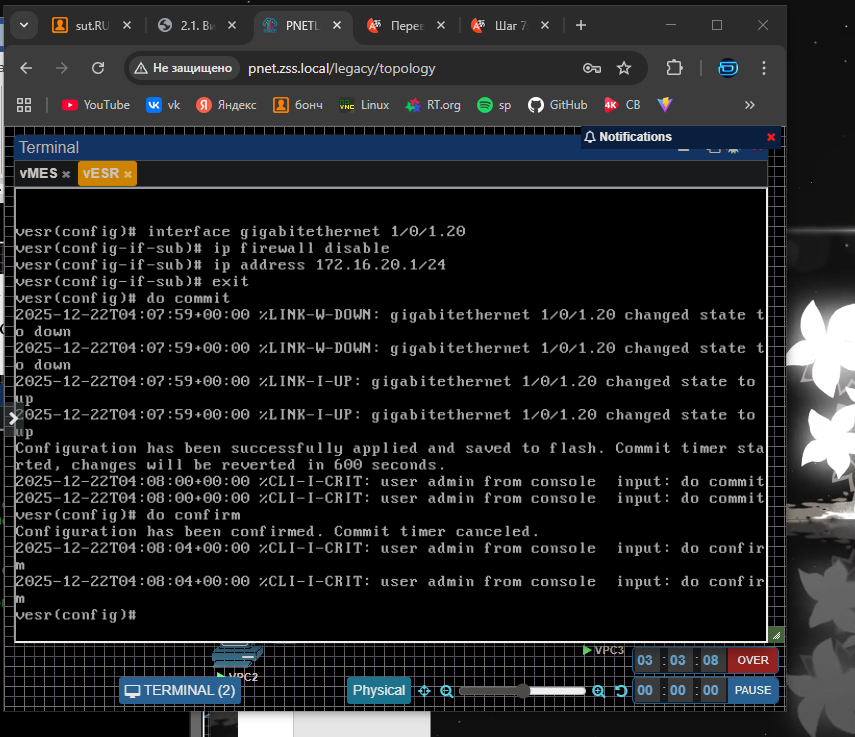 sut.RU
2.1. Ви
PNETL
Перев
Шаг 7
Не защищено
pnet.zss.local/legacy/topology
YouTube
vk
Яндекс
бонч
Linux
RT.org
sp
GitHub
СВ
Terminal
Notifications
vMES
vESR
vesr(config)# interface gigabitethernet 1/0/1.20
vesr(config-if-sub)# ip firewall disable
vesr(config-if-sub)# ip address 172.16.20.1/24
vesr(config-if-sub)# exit
vesr(config)# do commit
2025-12-22T04:07:59+00:00 %LINK-W-DOWN: gigabitethernet 1/0/1.20 changed state t
o down
2025-12-22T04:07:59+00:00 %LINK-W-DOWN: gigabitethernet 1/0/1.20 changed state t
o down
2025-12-22T04:07:59+00:00 %LINK-I-UP: gigabitethernet 1/0/1.20 changed state to
up
2025-12-22T04:07:59+00:00 %LINK-I-UP: gigabitethernet 1/0/1.20 changed state to
up
Configuration has been successfully applied and saved to flash. Commit timer sta
rted, changes will be reverted in 600 seconds.
2025-12-22T04:08:00+00:00 %CLI-I-CRIT: user admin from console  input: do commit
2025-12-22T04:08:00+00:00 %CLI-I-CRIT: user admin from console  input: do commit
vesr(config)# do confirm
Configuration has been confirmed. Commit timer canceled.
2025-12-22T04:08:04+00:00 %CLI-I-CRIT: user admin from console  input: do confir
m
2025-12-22T04:08:04+00:00 %CLI-I-CRIT: user admin from console  input: do confir
m
vesr(config)#
VPC3
VPC2
03 : 03 : 08 OVER
TERMINAL (2)
Physical
00 : 00 : 00 PAUSE